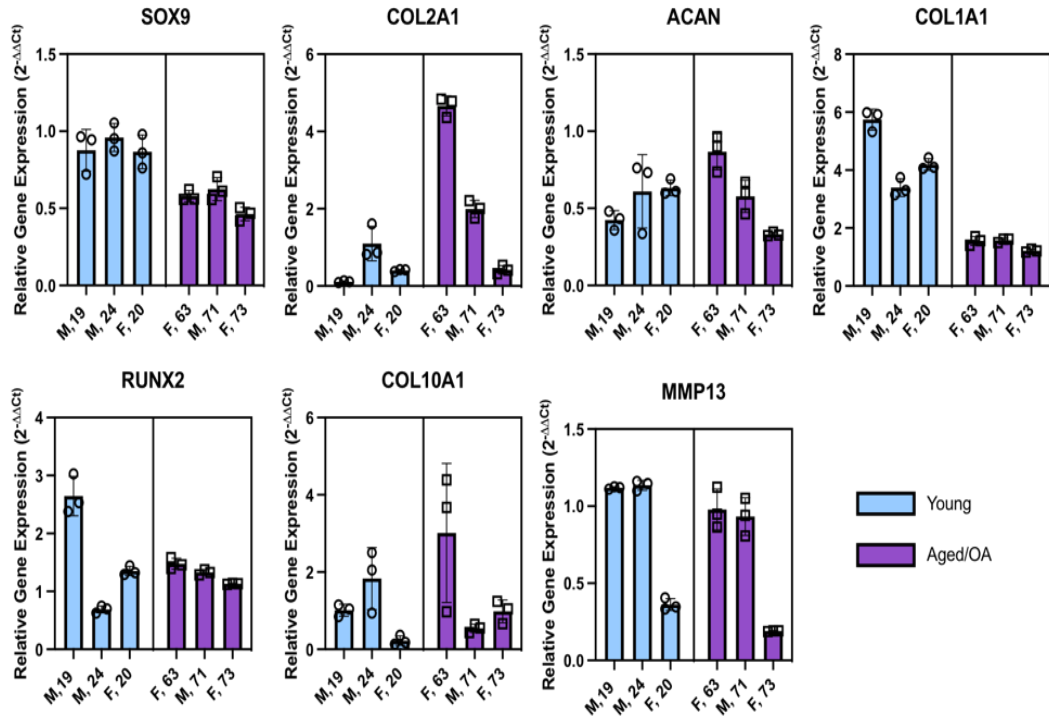 SOX9
Relative Gene Expression (2^-ΔΔCt)
1.5
1.0
0.5
0.0
M, 19
M, 24
F, 20
F, 63
M, 71
F, 73
COL2A1
Relative Gene Expression (2^-ΔΔCt)
6
4
2
0
M, 19
M, 24
F, 20
F, 63
M, 71
F, 73
ACAN
Relative Gene Expression (2^-ΔΔCt)
1.5
1.0
0.5
0.0
M, 19
M, 24
F, 20
F, 63
M, 71
F, 73
COL1A1
Relative Gene Expression (2^-ΔΔCt)
8
6
4
2
0
M, 19
M, 24
F, 20
F, 63
M, 71
F, 73
RUNX2
Relative Gene Expression (2^-ΔΔCt)
4
3
2
1
0
M, 19
M, 24
F, 20
F, 63
M, 71
F, 73
COL10A1
Relative Gene Expression (2^-ΔΔCt)
6
4
2
0
M, 19
M, 24
F, 20
F, 63
M, 71
F, 73
MMP13
Relative Gene Expression (2^-ΔΔCt)
1.5
1.0
0.5
0.0
M, 19
M, 24
F, 20
F, 63
M, 71
F, 73
Young
Aged/OA